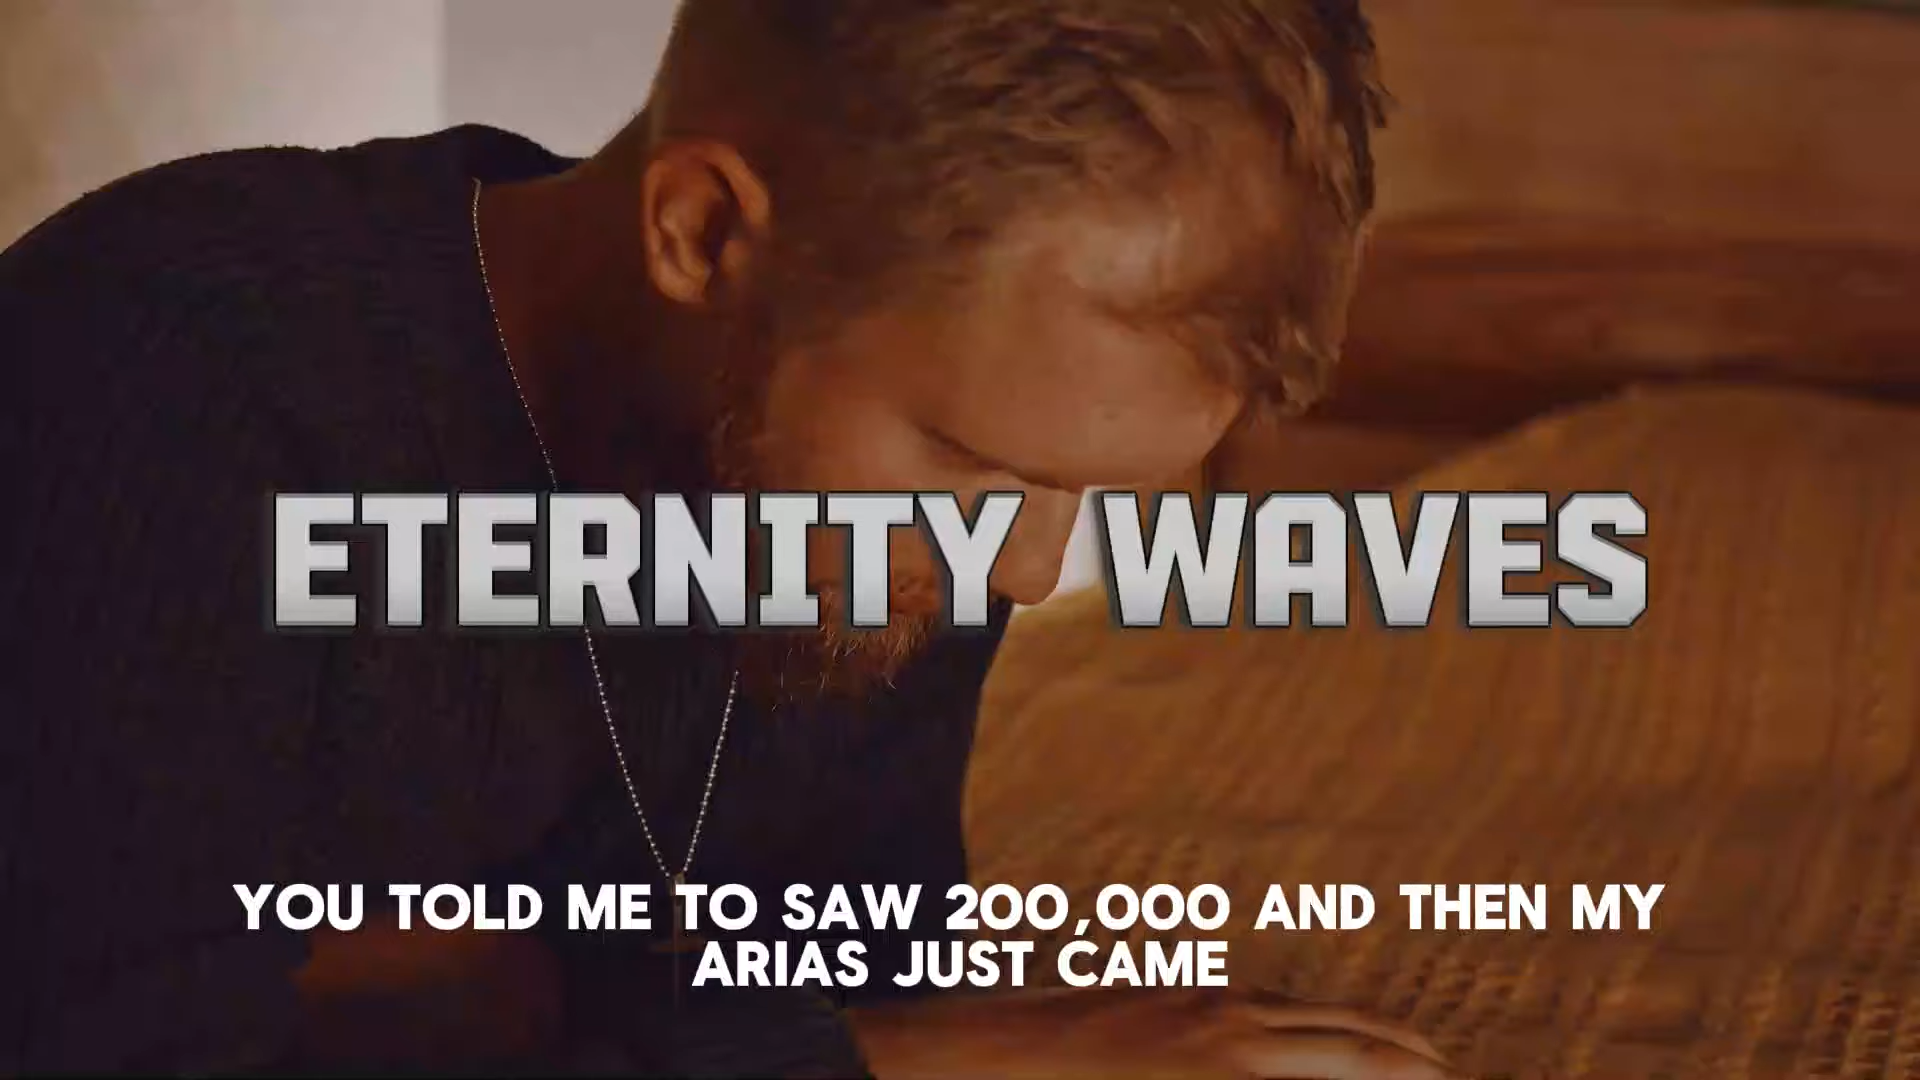 ETERNITY WAVES
YOU TOLD ME TO SAW 200,000 AND THEN MY
ARIAS JUST CAME